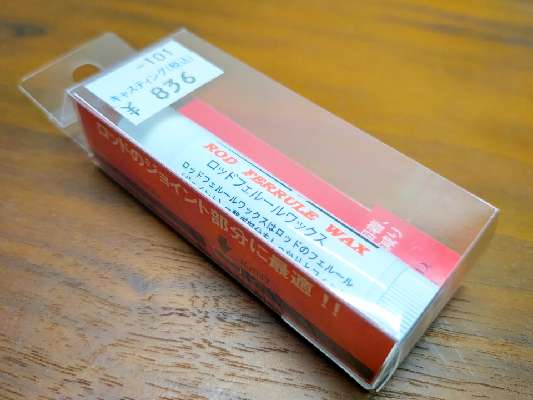 -101
キャスティング(税込)
¥836
ROD FERRULE WAX
ロッドフェルールワックス
ロッドフェルールワックスはロッドのフェルール
ロッドのジョイント部分に最適!!